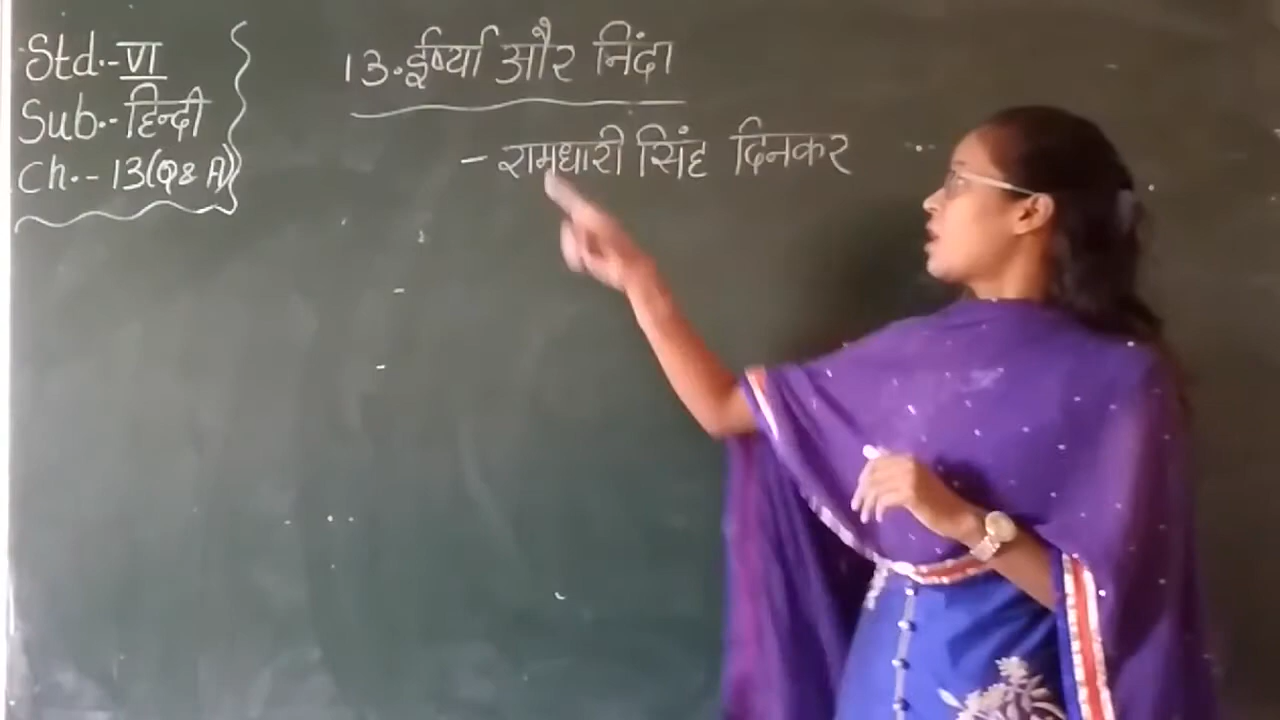 Std.-VI
Sub.-हिन्दी
Ch.-13(Q & A)
13.ईर्ष्या और निंदा
- रामधारी सिंह दिनकर